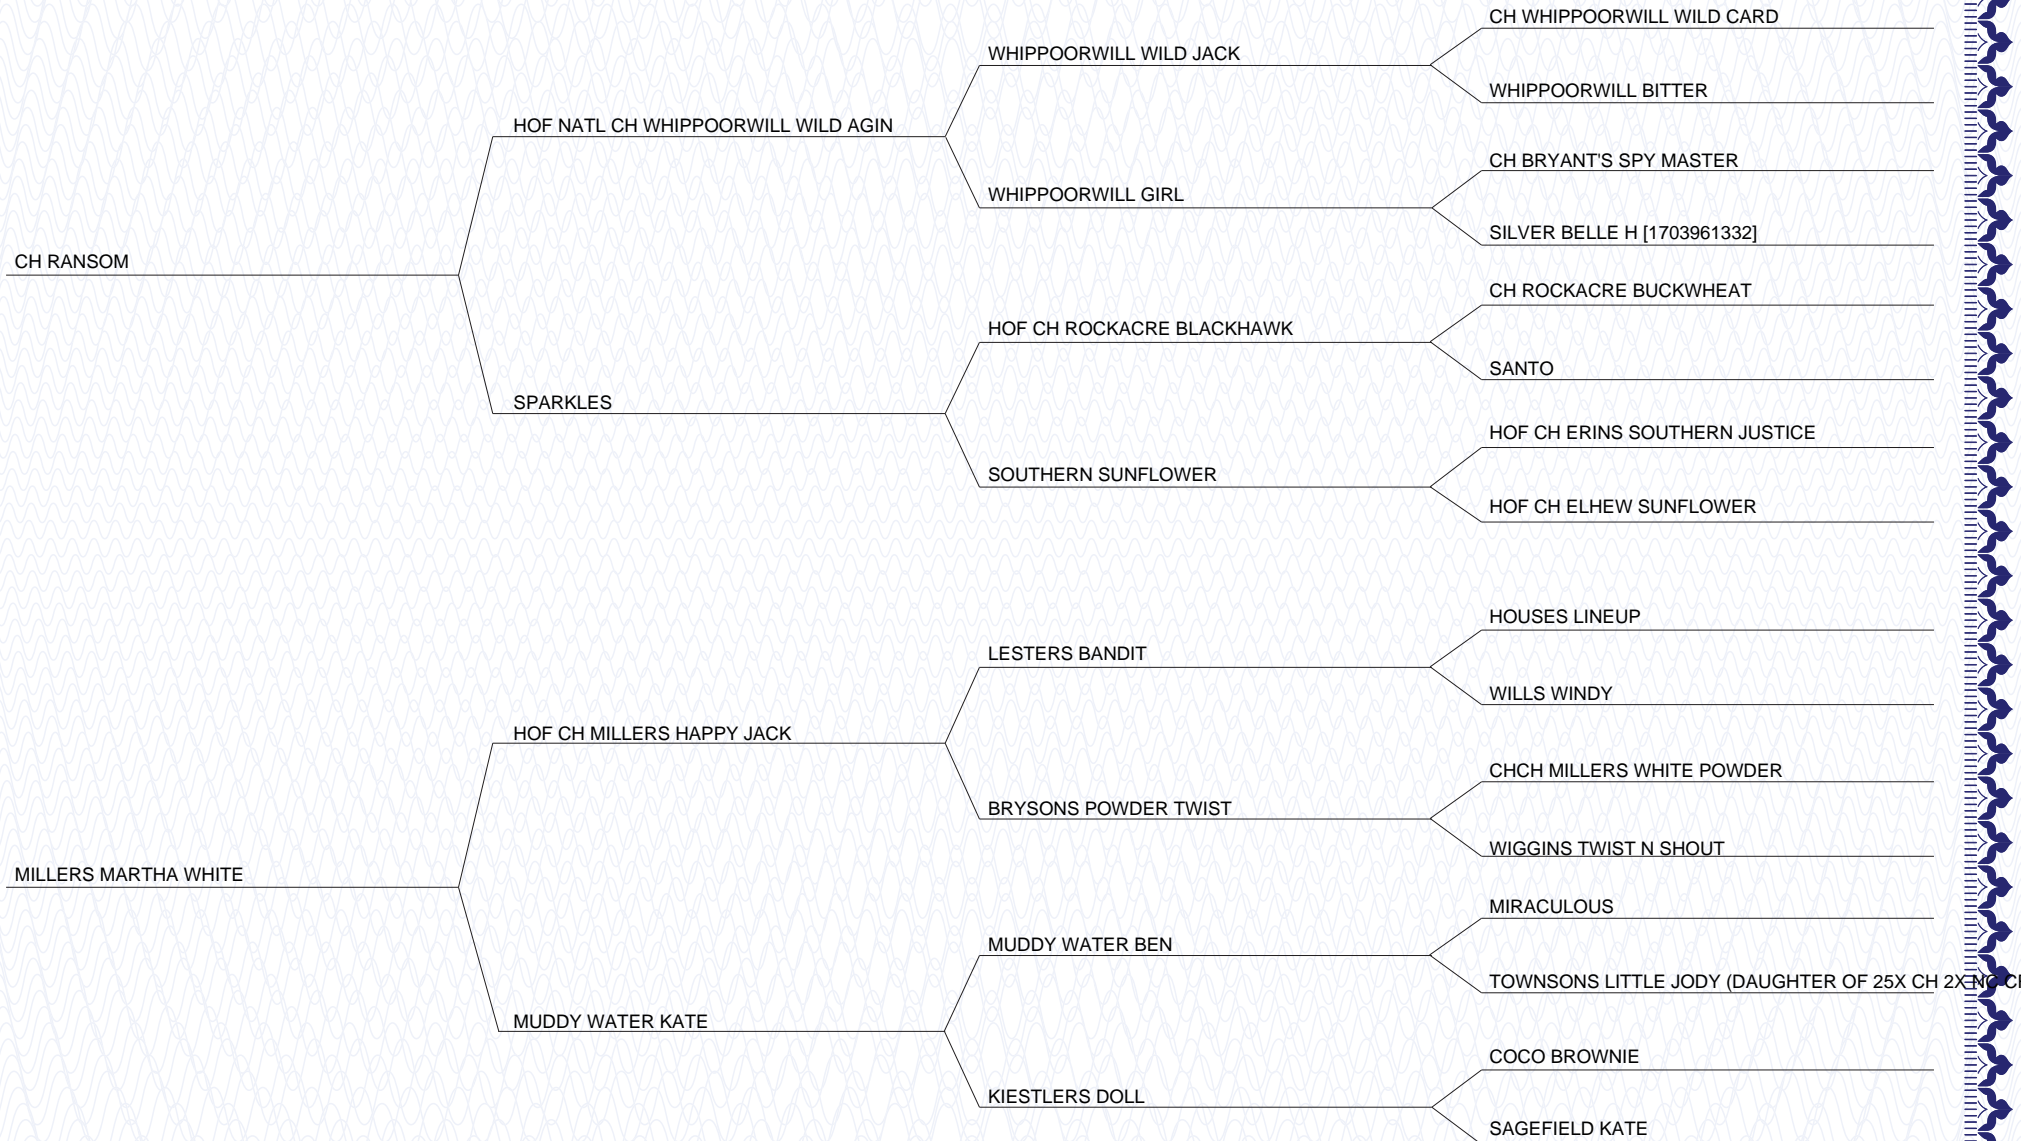 CH WHIPPOORWILL WILD CARD
WHIPPOORWILL WILD JACK
WHIPPOORWILL BITTER
HOF NATL CH WHIPPOORWILL WILD AGIN
CH BRYANT'S SPY MASTER
WHIPPOORWILL GIRL
SILVER BELLE H [1703961332]
CH RANSOM
CH ROCKACRE BUCKWHEAT
HOF CH ROCKACRE BLACKHAWK
SANTO
SPARKLES
HOF CH ERINS SOUTHERN JUSTICE
SOUTHERN SUNFLOWER
HOF CH ELHEW SUNFLOWER
HOUSES LINEUP
LESTERS BANDIT
WILLS WINDY
HOF CH MILLERS HAPPY JACK
CHCH MILLERS WHITE POWDER
BRYSONS POWDER TWIST
WIGGINS TWIST N SHOUT
MILLERS MARTHA WHITE
MIRACULOUS
MUDDY WATER BEN
TOWNSONS LITTLE JODY (DAUGHTER OF 25X CH 2X NC
MUDDY WATER KATE
COCO BROWNIE
KIESTLERS DOLL
SAGEFIELD KATE